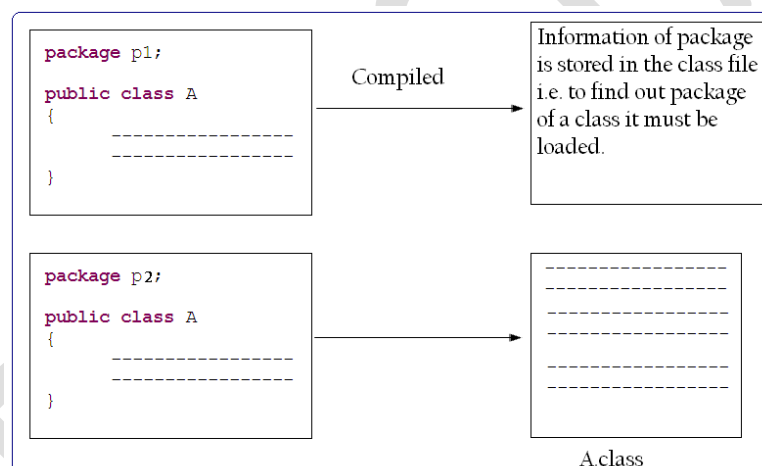 package p1;
public class A
{
------------------
------------------
}
Compiled
Information of package
is stored in the class file
i.e. to find out package
of a class it must be
loaded.
package p2;
public class A
{
------------------
------------------
}
------------------
------------------
------------------
------------------
------------------
------------------
A.class